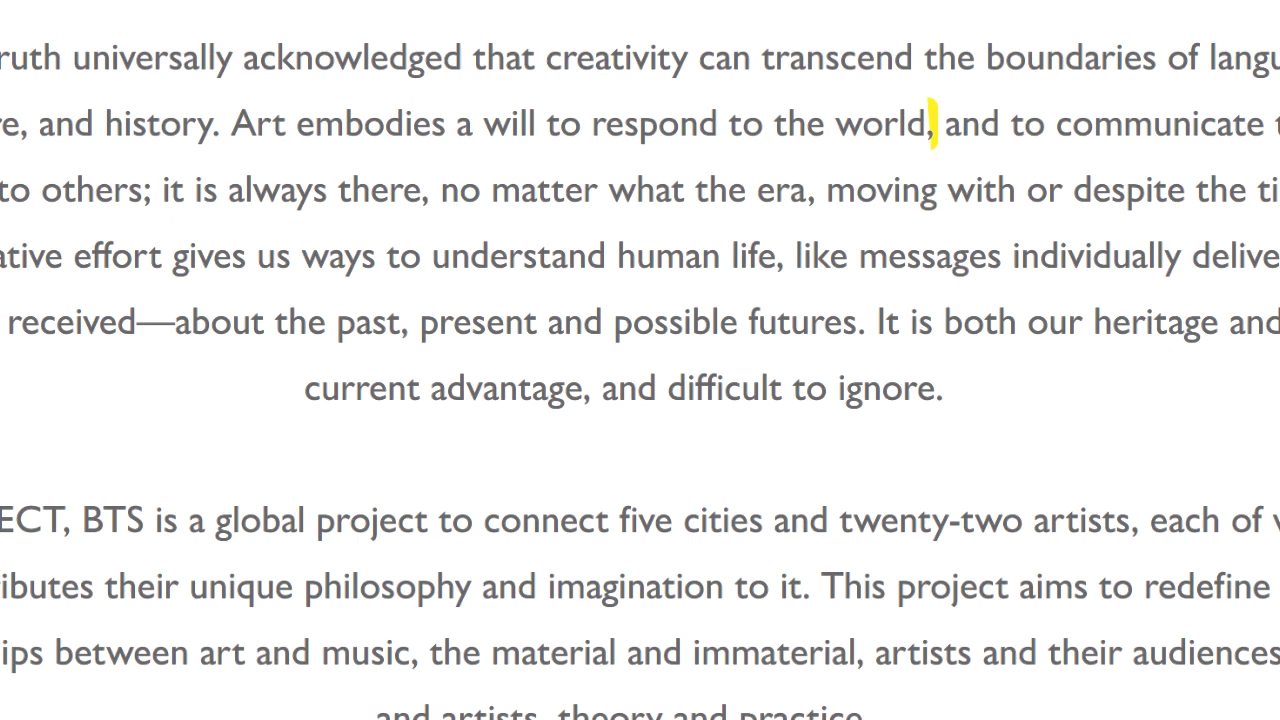 ruth universally acknowledged that creativity can transcend the boundaries of langu
re, and history. Art embodies a will to respond to the world, and to communicate t
to others; it is always there, no matter what the era, moving with or despite the ti
ative effort gives us ways to understand human life, like messages individually delive
received—about the past, present and possible futures. It is both our heritage and
current advantage, and difficult to ignore.
ECT, BTS is a global project to connect five cities and twenty-two artists, each of w
ributes their unique philosophy and imagination to it. This project aims to redefine
ips between art and music, the material and immaterial, artists and their audiences
and artists, theory and practice